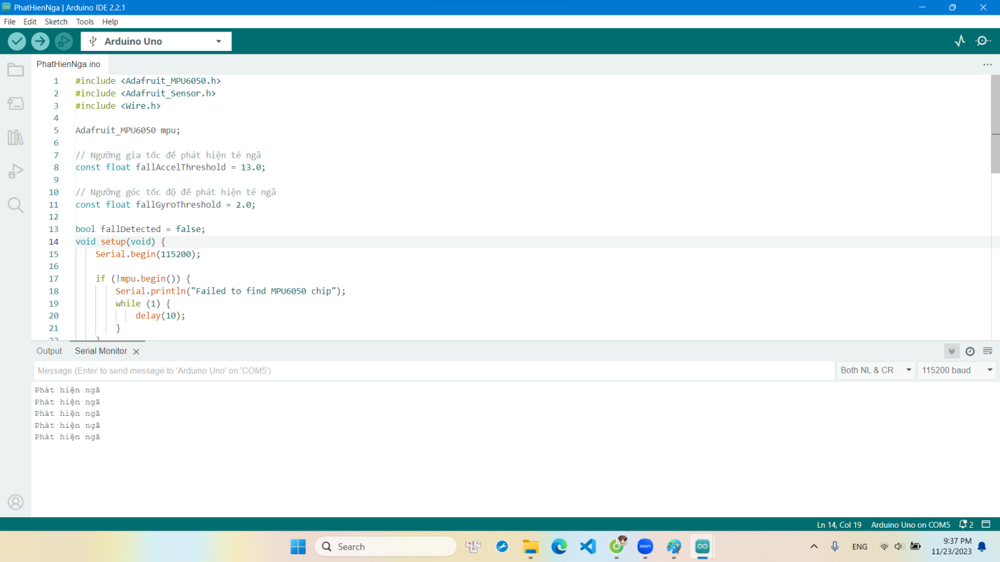 PhatHienNga | Arduino IDE 2.2.1
File Edit Sketch Tools Help
Arduino Uno
PhatHienNga.ino
1 #include <Adafruit_MPU6050.h>
2 #include <Adafruit_Sensor.h>
3 #include <Wire.h>
4
5 Adafruit_MPU6050 mpu;
6
7 // Ngưỡng gia tốc để phát hiện té ngã
8 const float fallAccelThreshold = 13.0;
9
10 // Ngưỡng góc tốc độ để phát hiện té ngã
11 const float fallGyroThreshold = 2.0;
12
13 bool fallDetected = false;
14 void setup(void) {
15 Serial.begin(115200);
16
17 if (!mpu.begin()) {
18 Serial.println("Failed to find MPU6050 chip");
19 while (1) {
20 delay(10);
21 }
22 }
Output Serial Monitor
Message (Enter to send message to 'Arduino Uno' on 'COM5')
Both NL & CR 115200 baud
Phát hiện ngã
Phát hiện ngã
Phát hiện ngã
Phát hiện ngã
Phát hiện ngã
Ln 14, Col 19 Arduino Uno on COM5 2
Search
zoom
ENG
9:37 PM
11/23/2023